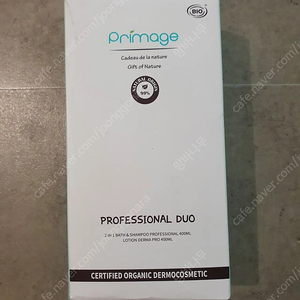 BIO
Primage
Cadeau de la nature
Gift of Nature
NATURAL ORIGIN
99%
PROFESSIONAL DUO
2 in 1 BATH & SHAMPOO PROFESSIONAL 400ML
LOTION DERMA PRO 400ML
CERTIFIED ORGANIC DERMOCOSMETIC